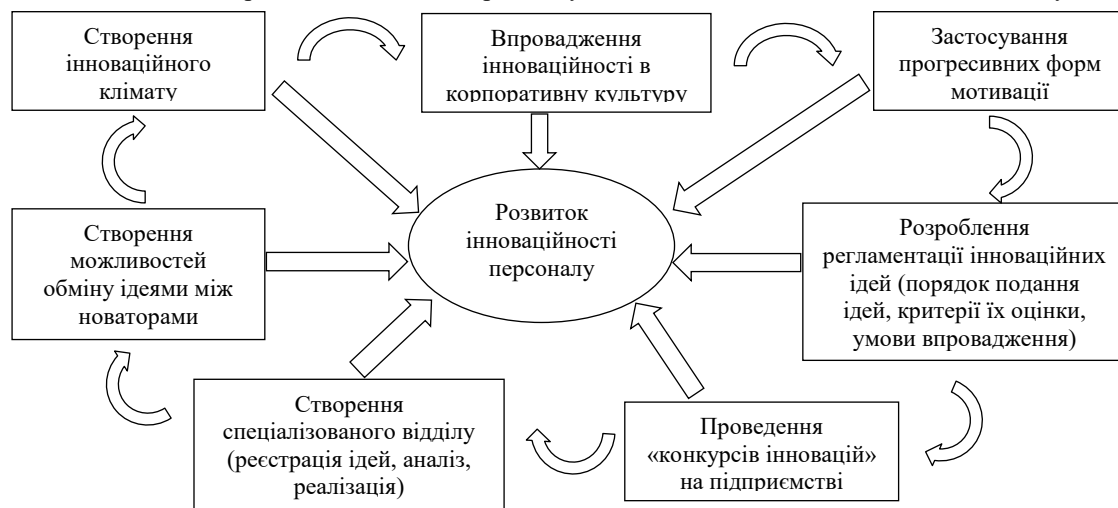 Створення
інноваційного
клімату
Впровадження
інноваційності в
корпоративну культуру
Застосування
прогресивних форм
мотивації
Створення
можливостей
обміну ідеями між
новаторами
Розвиток
інноваційності
персоналу
Розроблення
регламентації інноваційних
ідей (порядок подання
ідей, критерії їх оцінки,
умови впровадження)
Створення
спеціалізованого відділу
(реєстрація ідей, аналіз,
реалізація)
Проведення
«конкурсів інновацій»
на підприємстві